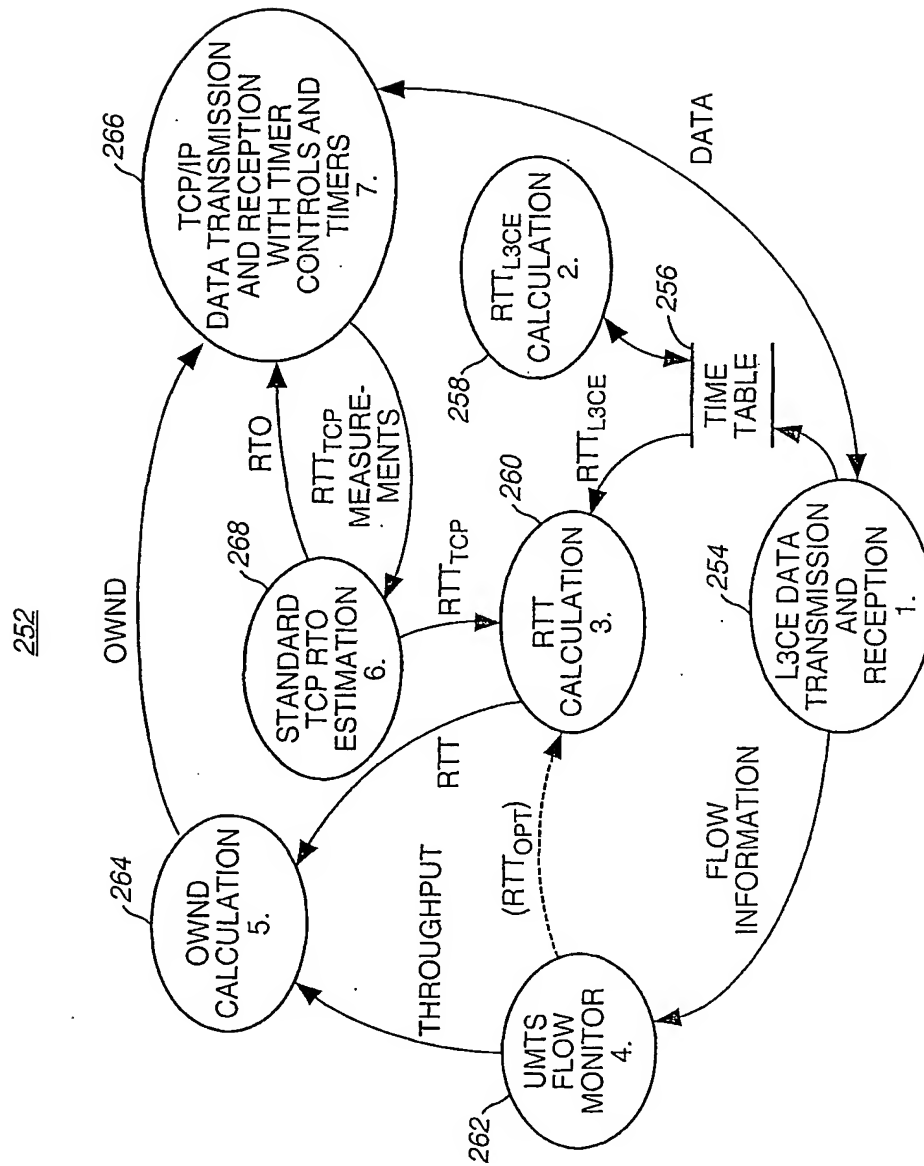 252
266
TCP/IP
DATA TRANSMISSION
AND RECEPTION
WITH TIMER
CONTROLS AND
TIMERS
7.
OWND
RTO
RTT_TCP
MEASURE-
MENTS
DATA
264
OWND
CALCULATION
5.
268
STANDARD
TCP RTO
ESTIMATION
6.
258
RTT_L3CE
CALCULATION
2.
256
TIME
TABLE
RTT_L3CE
RTT_TCP
RTT
260
RTT
CALCULATION
3.
THROUGHPUT
(RTT_OPT)
254
L3CE DATA
TRANSMISSION
AND
RECEPTION
1.
262
UMTS
FLOW
MONITOR
4.
FLOW
INFORMATION